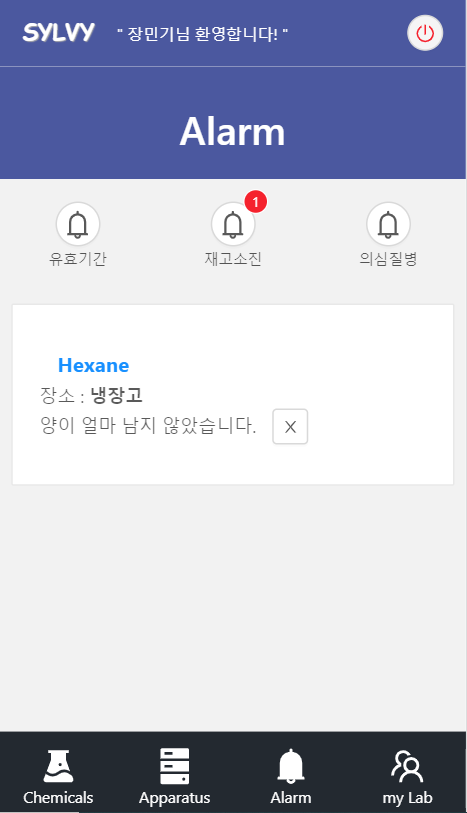 SYLVY
" 장민기님 환영합니다! "
Alarm
1
유효기간
재고소진
의심질병
Hexane
장소 : 냉장고
양이 얼마 남지 않았습니다. X
Chemicals
Apparatus
Alarm
my Lab